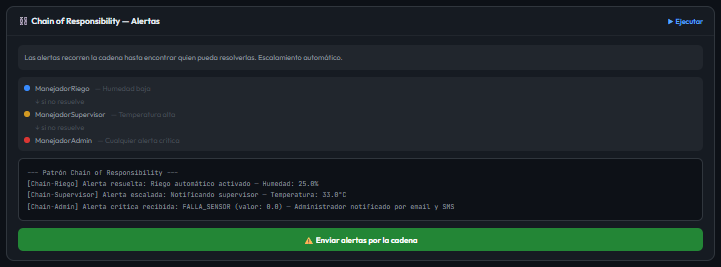 ⛓ Chain of Responsibility — Alertas
▶ Ejecutar
Las alertas recorren la cadena hasta encontrar quien pueda resolverlas. Escalamiento automático.
ManejadorRiego — Humedad baja
↓ si no resuelve
ManejadorSupervisor — Temperatura alta
↓ si no resuelve
ManejadorAdmin — Cualquier alerta crítica
--- Patrón Chain of Responsibility ---
[Chain-Riego] Alerta resuelta: Riego automático activado — Humedad: 25.0%
[Chain-Supervisor] Alerta escalada: Notificando supervisor — Temperatura: 33.0°C
[Chain-Admin] Alerta crítica recibida: FALLA_SENSOR (valor: 0.0) — Administrador notificado por email y SMS
⚠ Enviar alertas por la cadena